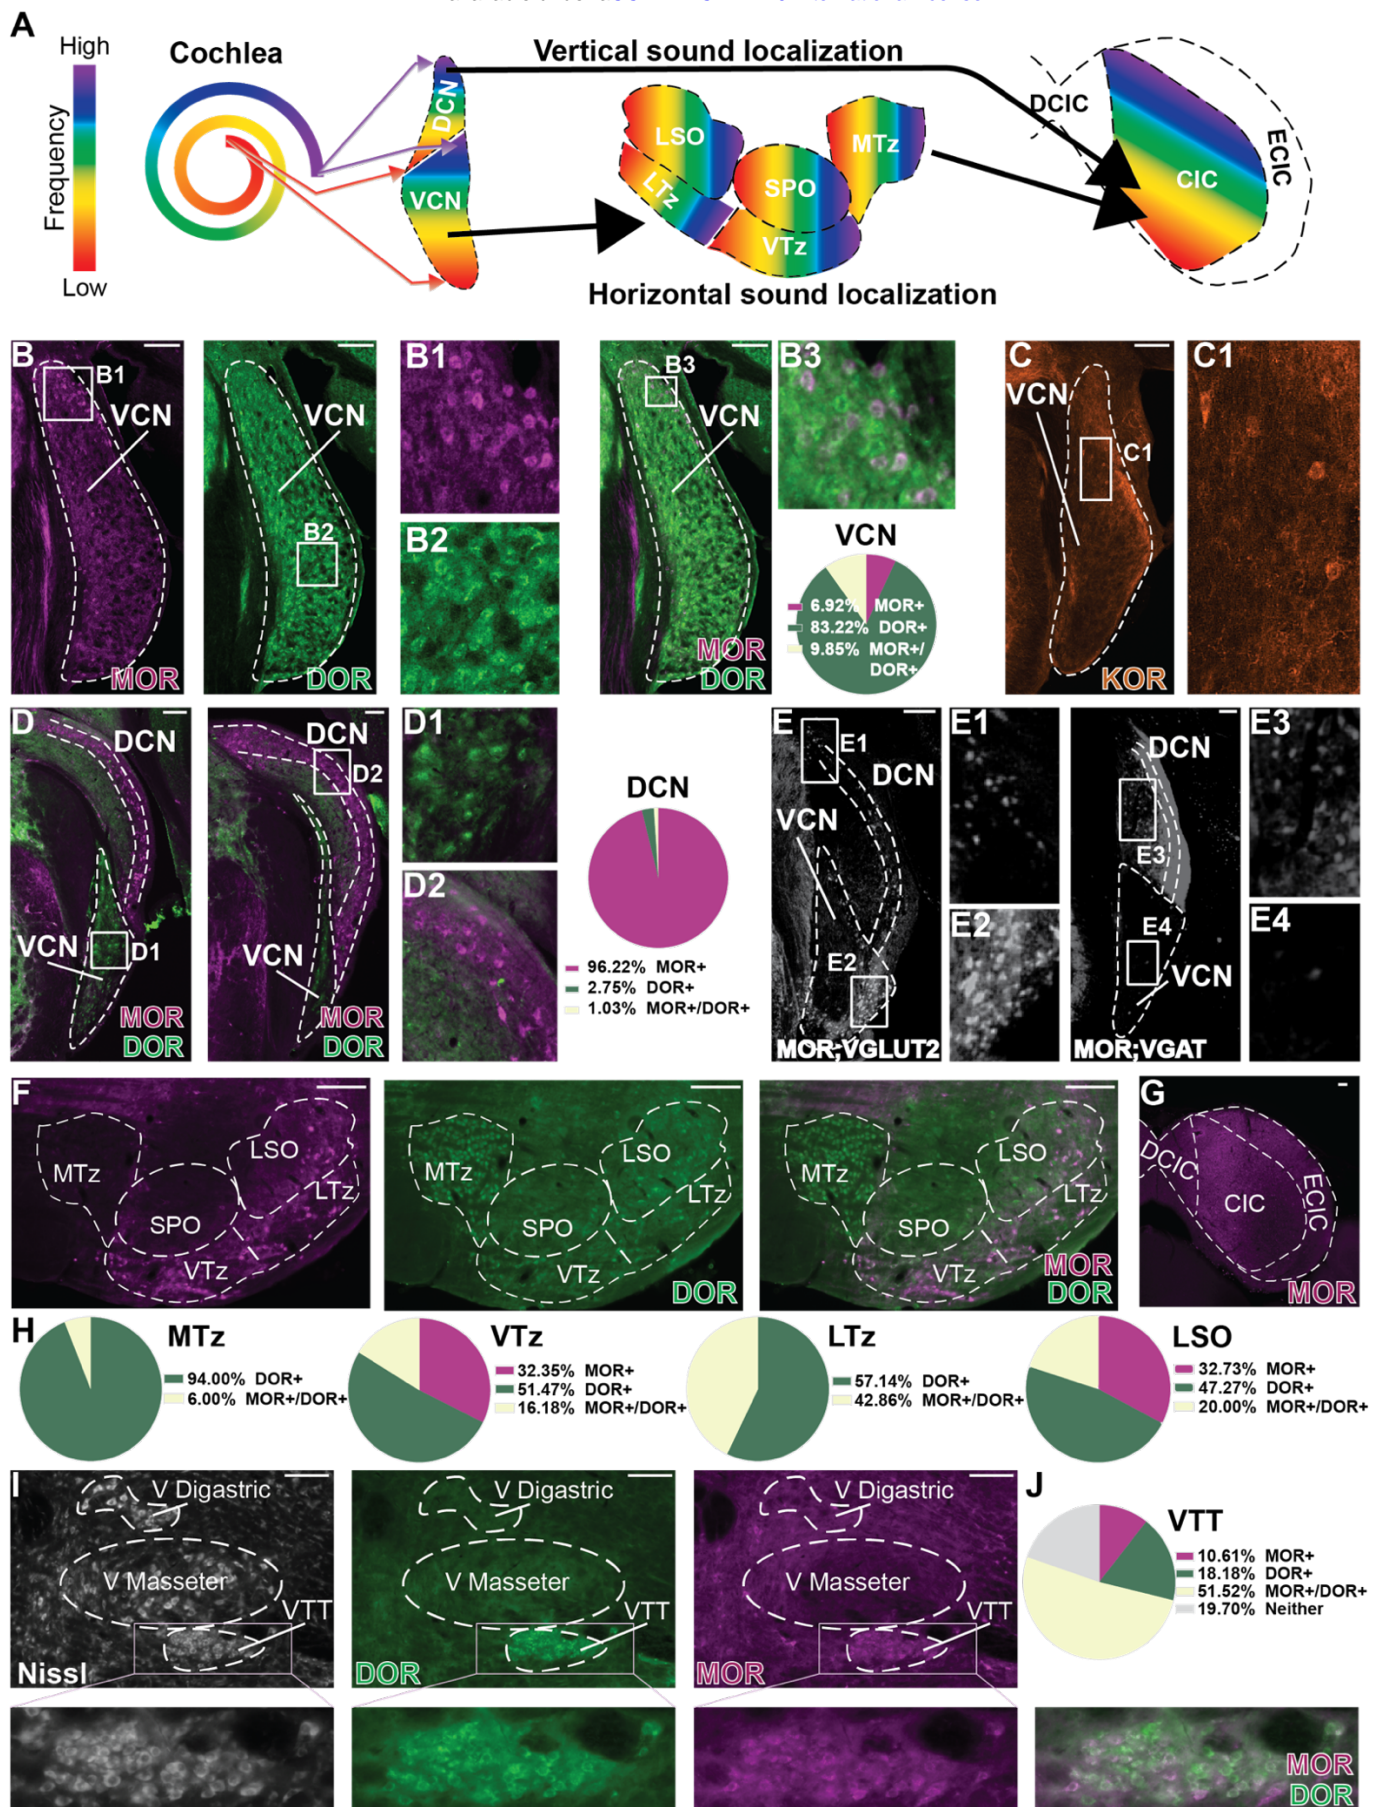 A
High
Frequency
Low
Cochlea
DCN
VCN
Vertical sound localization
LSO
LTz
SPO
VTz
MTz
Horizontal sound localization
DCIC
CIC
ECIC
B
B1
VCN
MOR
VCN
B2
DOR
B1
B2
B3
VCN
MOR
DOR
B3
VCN
6.92% MOR+
83.22% DOR+
9.85% MOR+/
DOR+
C
VCN
C1
KOR
C1
D
DCN
VCN
D1
MOR
DOR
DCN
D2
VCN
MOR
DOR
D1
D2
DCN
96.22% MOR+
2.75% DOR+
1.03% MOR+/DOR+
E
E1
DCN
VCN
E2
MOR;VGLUT2
E1
E2
DCN
E3
E4
VCN
MOR;VGAT
E3
E4
F
MTz
SPO
LSO
LTz
VTz
MTz
SPO
LSO
LTz
VTz
DOR
MTz
SPO
LSO
LTz
VTz
MOR
DOR
G
DCIC
CIC
ECIC
MOR
H
MTz
94.00% DOR+
6.00% MOR+/DOR+
VTz
32.35% MOR+
51.47% DOR+
16.18% MOR+/DOR+
LTz
57.14% DOR+
42.86% MOR+/DOR+
LSO
32.73% MOR+
47.27% DOR+
20.00% MOR+/DOR+
I
V Digastric
V Masseter
VTT
Nissl
V Digastric
V Masseter
VTT
DOR
V Digastric
V Masseter
VTT
MOR
J
VTT
10.61% MOR+
18.18% DOR+
51.52% MOR+/DOR+
19.70% Neither
MOR
DOR